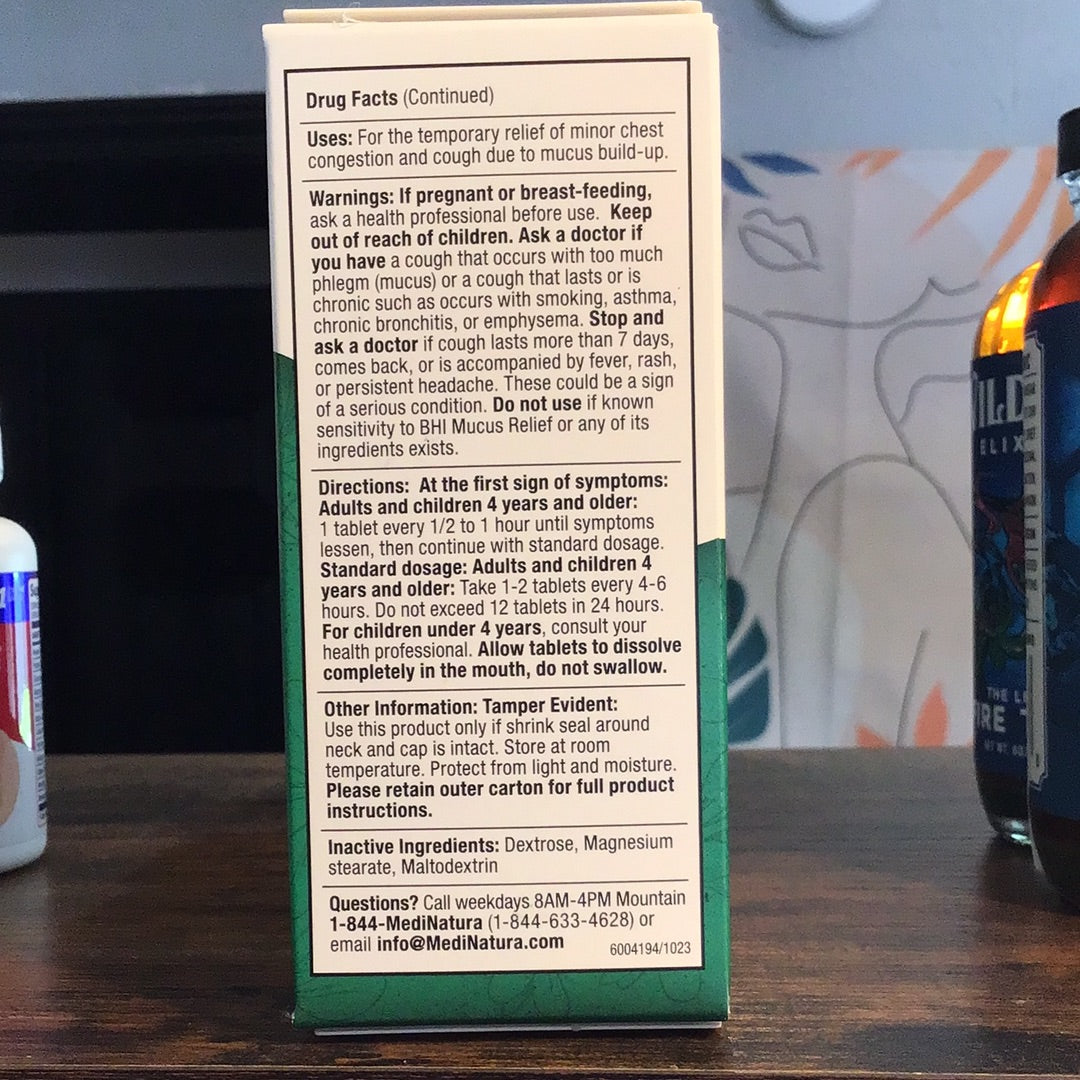 Drug Facts (Continued)
Uses: For the temporary relief of minor chest
congestion and cough due to mucus build-up.
Warnings: If pregnant or breast-feeding,
ask a health professional before use. Keep
out of reach of children. Ask a doctor if
you have a cough that occurs with too much
phlegm (mucus) or a cough that lasts or is
chronic such as occurs with smoking, asthma,
chronic bronchitis, or emphysema. Stop and
ask a doctor if cough lasts more than 7 days,
comes back, or is accompanied by fever, rash,
or persistent headache. These could be a sign
of a serious condition. Do not use if known
sensitivity to BHI Mucus Relief or any of its
ingredients exists.
Directions: At the first sign of symptoms:
Adults and children 4 years and older:
1 tablet every 1/2 to 1 hour until symptoms
lessen, then continue with standard dosage.
Standard dosage: Adults and children 4
years and older: Take 1-2 tablets every 4-6
hours. Do not exceed 12 tablets in 24 hours.
For children under 4 years, consult your
health professional. Allow tablets to dissolve
completely in the mouth, do not swallow.
Other Information: Tamper Evident:
Use this product only if shrink seal around
neck and cap is intact. Store at room
temperature. Protect from light and moisture.
Please retain outer carton for full product
instructions.
Inactive Ingredients: Dextrose, Magnesium
stearate, Maltodextrin
Questions? Call weekdays 8AM-4PM Mountain
1-844-MediNatura (1-844-633-4628) or
email info@MediNatura.com
6004194/1023
ILD
ELIX
THE LE
IRE